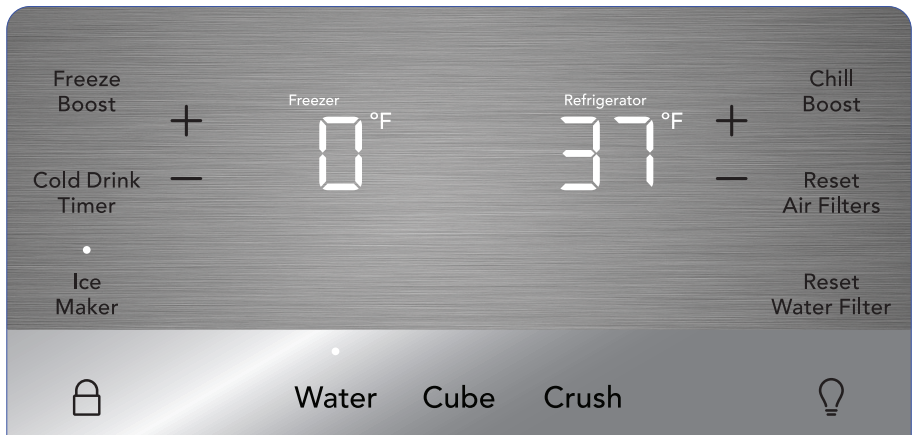 Freeze
Boost
Freezer
0 °F
Refrigerator
37 °F
Chill
Boost
+
+
Cold Drink
Timer
−
−
Reset
Air Filters
Ice
Maker
Reset
Water Filter
Water Cube Crush